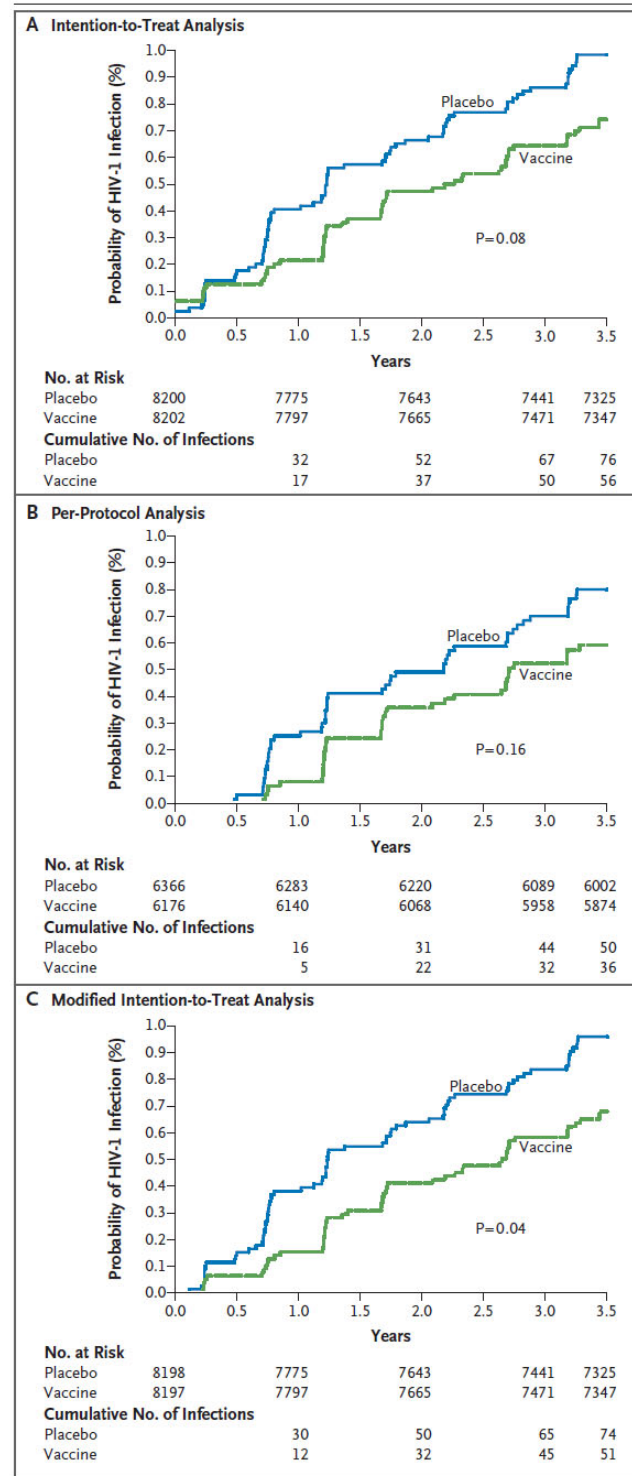 A Intention-to-Treat Analysis
Probability of HIV-1 Infection (%)
1.0
0.9
0.8
0.7
0.6
0.5
0.4
0.3
0.2
0.1
0.0
Placebo
Vaccine
P=0.08
0.0 0.5 1.0 1.5 2.0 2.5 3.0 3.5
Years
No. at Risk
Placebo 8200 7775 7643 7441 7325
Vaccine 8202 7797 7665 7471 7347
Cumulative No. of Infections
Placebo 32 52 67 76
Vaccine 17 37 50 56
B Per-Protocol Analysis
Probability of HIV-1 Infection (%)
1.0
0.9
0.8
0.7
0.6
0.5
0.4
0.3
0.2
0.1
0.0
Placebo
Vaccine
P=0.16
0.0 0.5 1.0 1.5 2.0 2.5 3.0 3.5
Years
No. at Risk
Placebo 6366 6283 6220 6089 6002
Vaccine 6176 6140 6068 5958 5874
Cumulative No. of Infections
Placebo 16 31 44 50
Vaccine 5 22 32 36
C Modified Intention-to-Treat Analysis
Probability of HIV-1 Infection (%)
1.0
0.9
0.8
0.7
0.6
0.5
0.4
0.3
0.2
0.1
0.0
Placebo
Vaccine
P=0.04
0.0 0.5 1.0 1.5 2.0 2.5 3.0 3.5
Years
No. at Risk
Placebo 8198 7775 7643 7441 7325
Vaccine 8197 7797 7665 7471 7347
Cumulative No. of Infections
Placebo 30 50 65 74
Vaccine 12 32 45 51